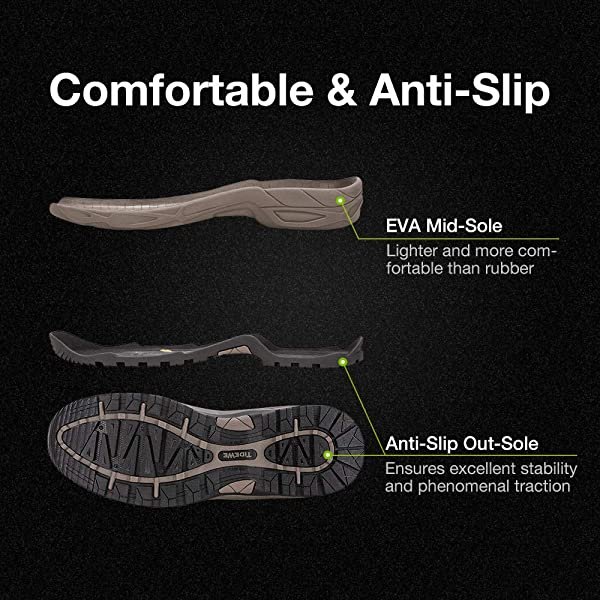 Comfortable & Anti-Slip
EVA Mid-Sole
Lighter and more com-
fortable than rubber
TIDEWE
Anti-Slip Out-Sole
Ensures excellent stability
and phenomenal traction